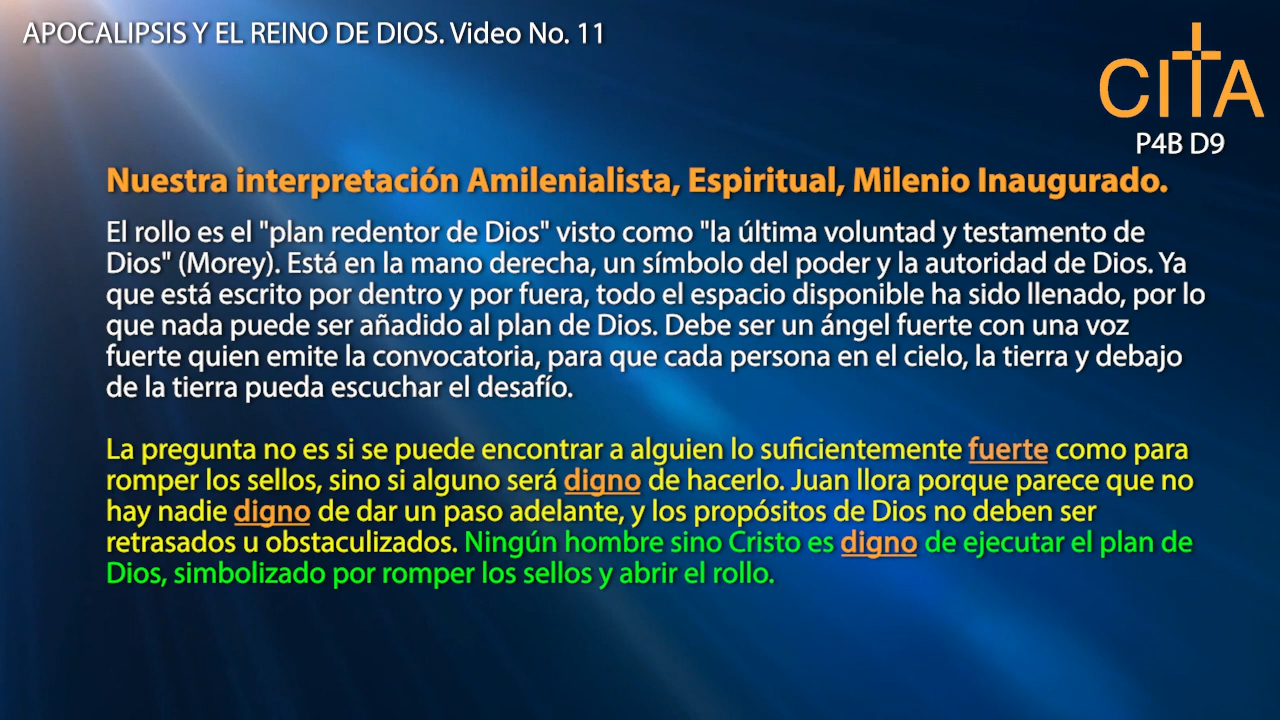 APOCALIPSIS Y EL REINO DE DIOS. Video No. 11
CITA
P4B D9
Nuestra interpretación Amilenialista, Espiritual, Milenio Inaugurado.
El rollo es el "plan redentor de Dios" visto como "la última voluntad y testamento de
Dios" (Morey). Está en la mano derecha, un símbolo del poder y la autoridad de Dios. Ya
que está escrito por dentro y por fuera, todo el espacio disponible ha sido llenado, por lo
que nada puede ser añadido al plan de Dios. Debe ser un ángel fuerte con una voz
fuerte quien emite la convocatoria, para que cada persona en el cielo, la tierra y debajo
de la tierra pueda escuchar el desafío.
La pregunta no es si se puede encontrar a alguien lo suficientemente fuerte como para
romper los sellos, sino si alguno será digno de hacerlo. Juan llora porque parece que no
hay nadie digno de dar un paso adelante, y los propósitos de Dios no deben ser
retrasados u obstaculizados. Ningún hombre sino Cristo es digno de ejecutar el plan de
Dios, simbolizado por romper los sellos y abrir el rollo.